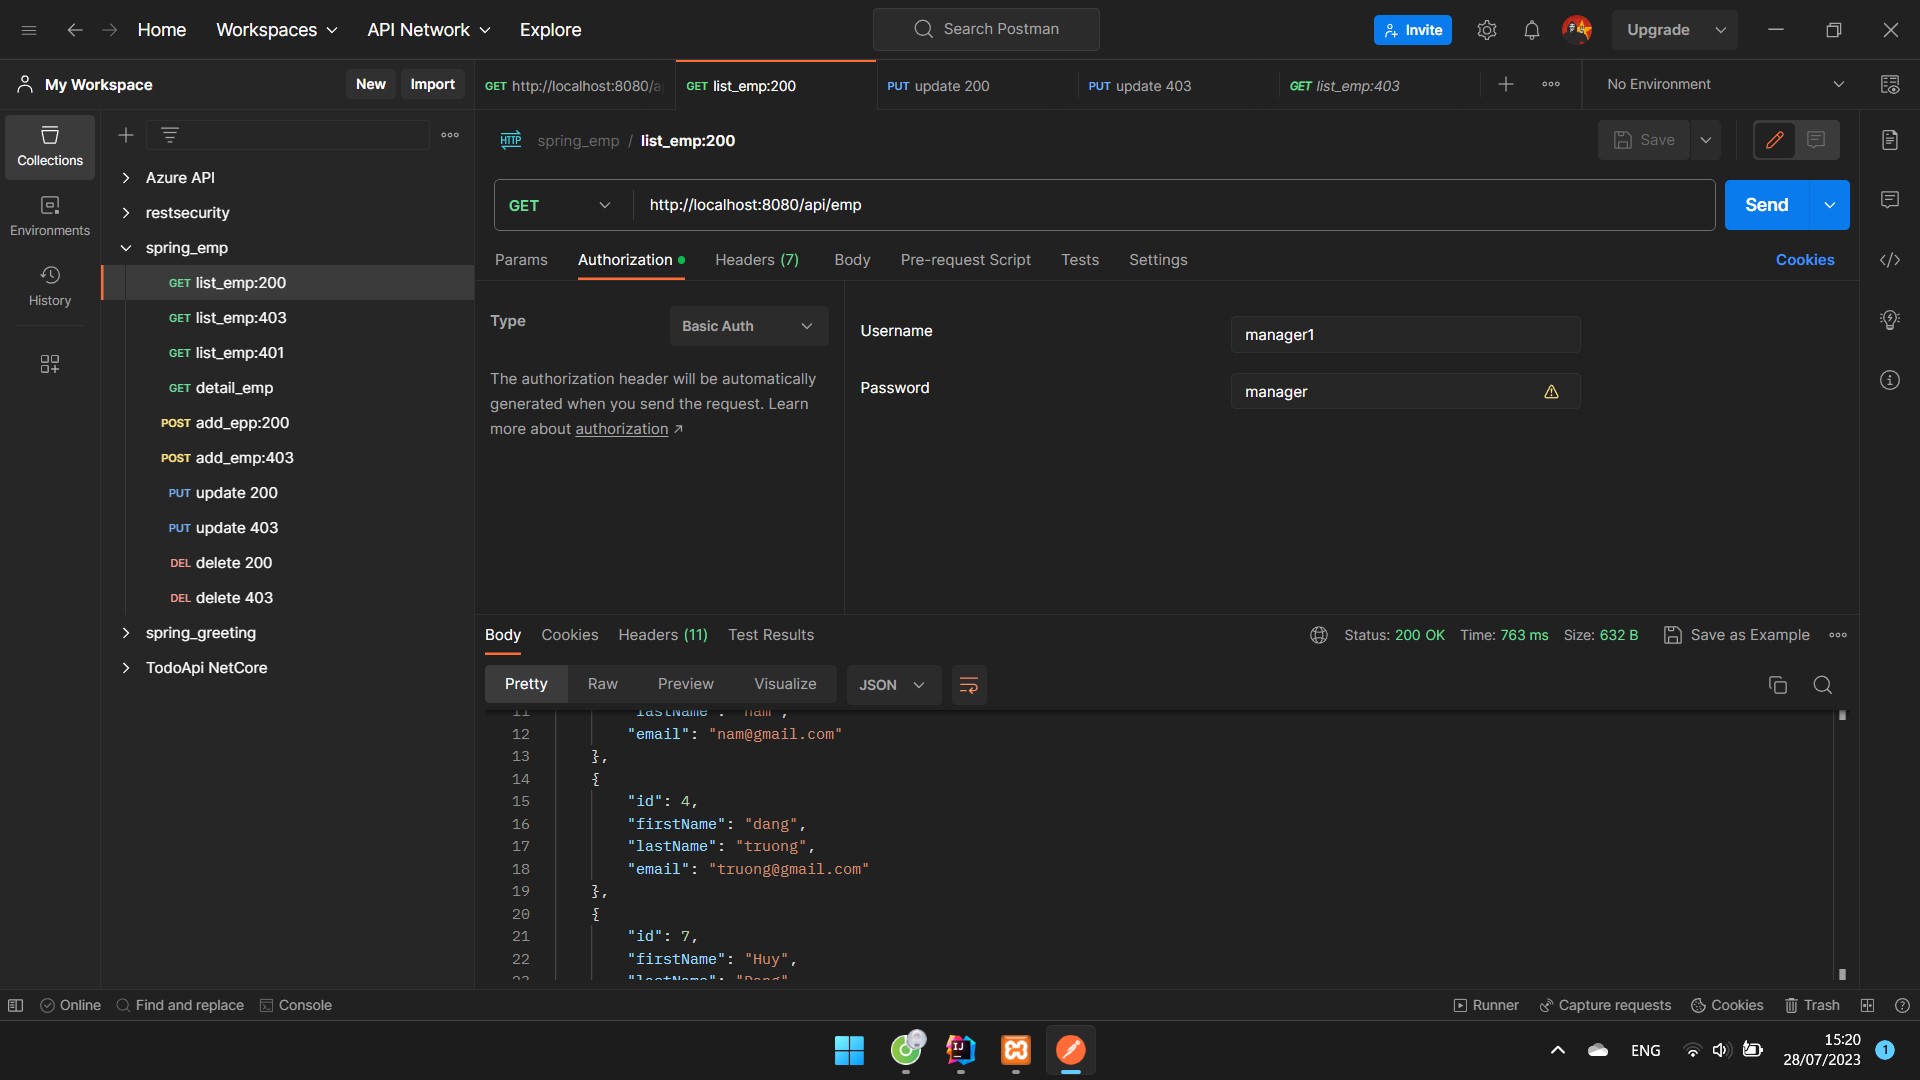 Home Workspaces API Network Explore Search Postman Invite Upgrade
My Workspace New Import GET http://localhost:8080/a GET list_emp:200 PUT update 200 PUT update 403 GET list_emp:403 No Environment
Collections
Environments
History
Azure API
restsecurity
spring_emp
GET list_emp:200
GET list_emp:403
GET list_emp:401
GET detail_emp
POST add_epp:200
POST add_emp:403
PUT update 200
PUT update 403
DEL delete 200
DEL delete 403
spring_greeting
TodoApi NetCore
HTTP spring_emp / list_emp:200 Save
GET http://localhost:8080/api/emp Send
Params Authorization Headers (7) Body Pre-request Script Tests Settings Cookies
Type Basic Auth
The authorization header will be automatically
generated when you send the request. Learn
more about authorization
Username manager1
Password manager
Body Cookies Headers (11) Test Results Status: 200 OK Time: 763 ms Size: 632 B Save as Example
Pretty Raw Preview Visualize JSON
11 "lastName": "nam",
12 "email": "nam@gmail.com"
13 },
14 {
15 "id": 4,
16 "firstName": "dang",
17 "lastName": "truong",
18 "email": "truong@gmail.com"
19 },
20 {
21 "id": 7,
22 "firstName": "Huy",
23 "lastName":
Online Find and replace Console Runner Capture requests Cookies Trash
ENG 15:20
28/07/2023 1